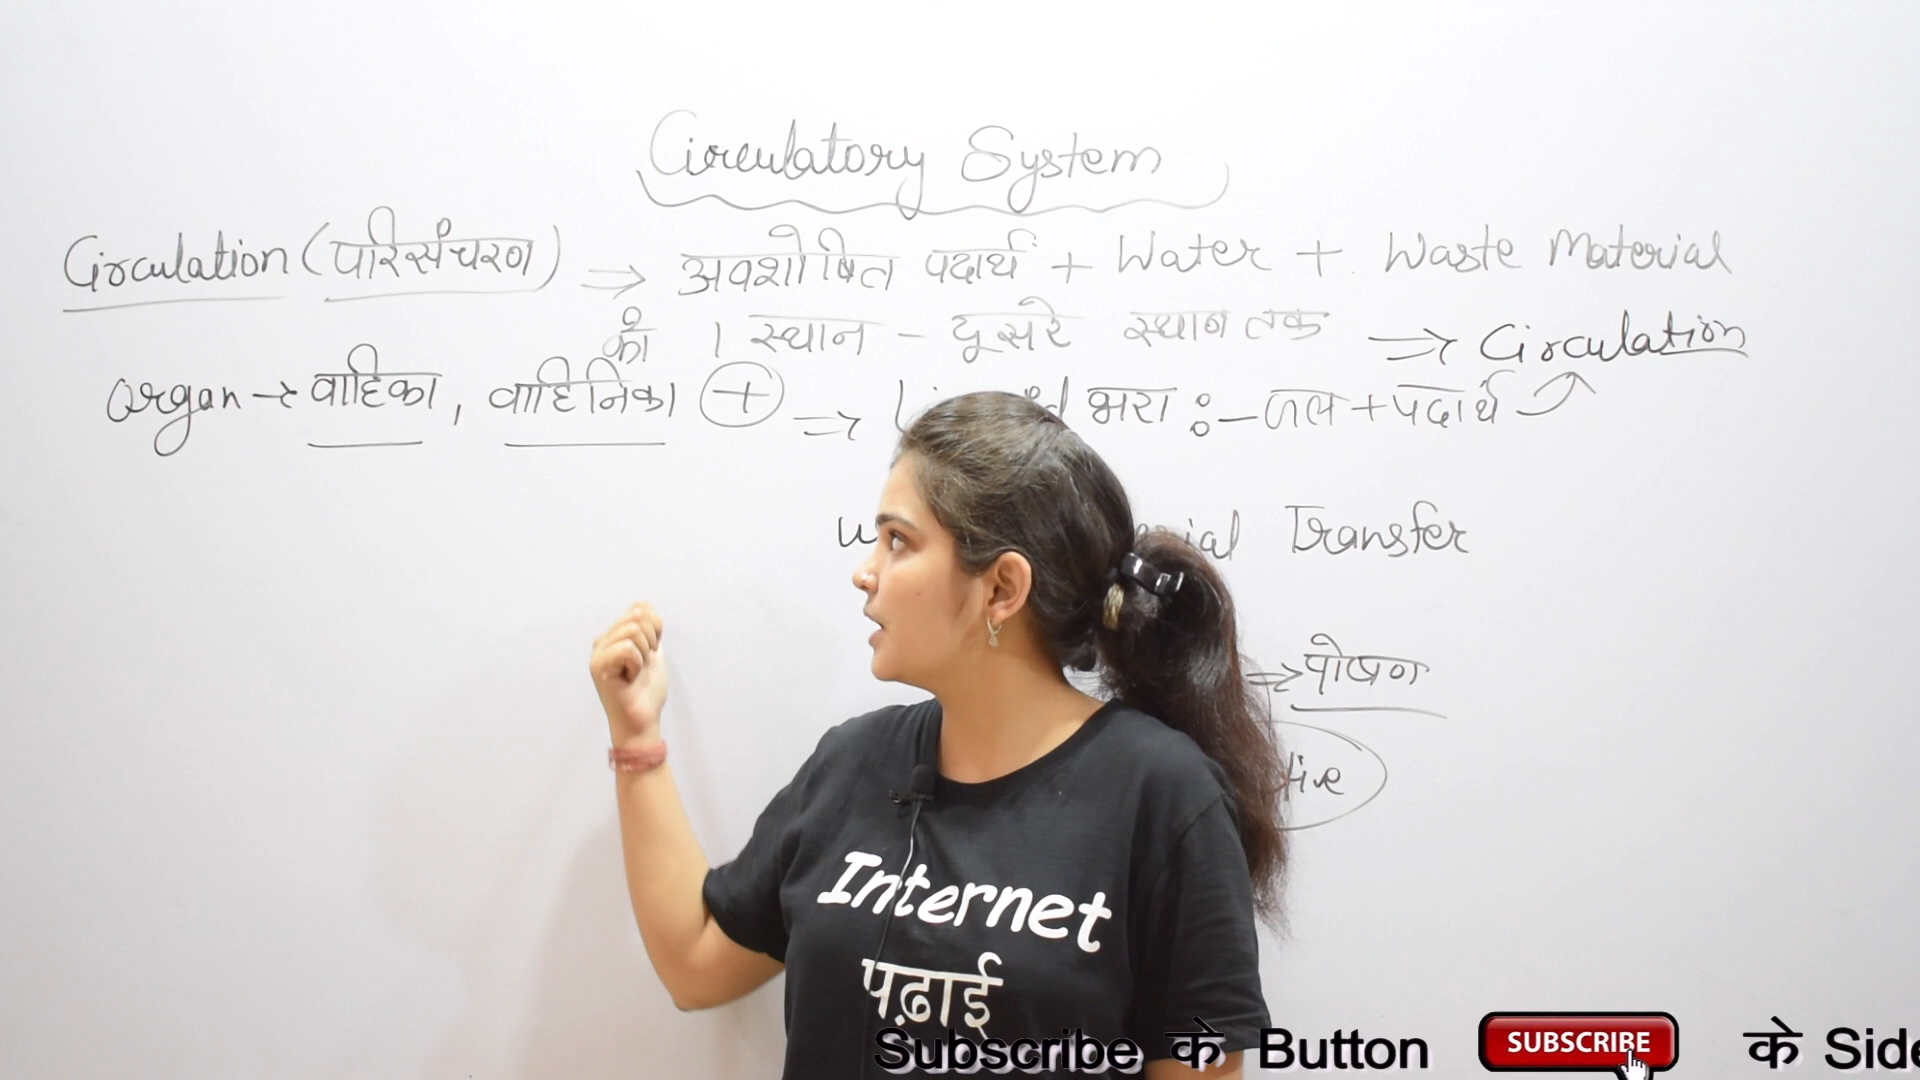 Circulatory System
Circulation (परिसंचरण) ⇒ अवशोषित पदार्थ + Water + Waste Material
को 1 स्थान – दूसरे स्थान तक ⇒ Circulation
Organ → वाहिका, वाहिनिका + ⇒ भरा :– जल + पदार्थ
Transfer
⇒ पोषण
Internet
पढ़ाई
Subscribe के Button SUBSCRIBE के Side